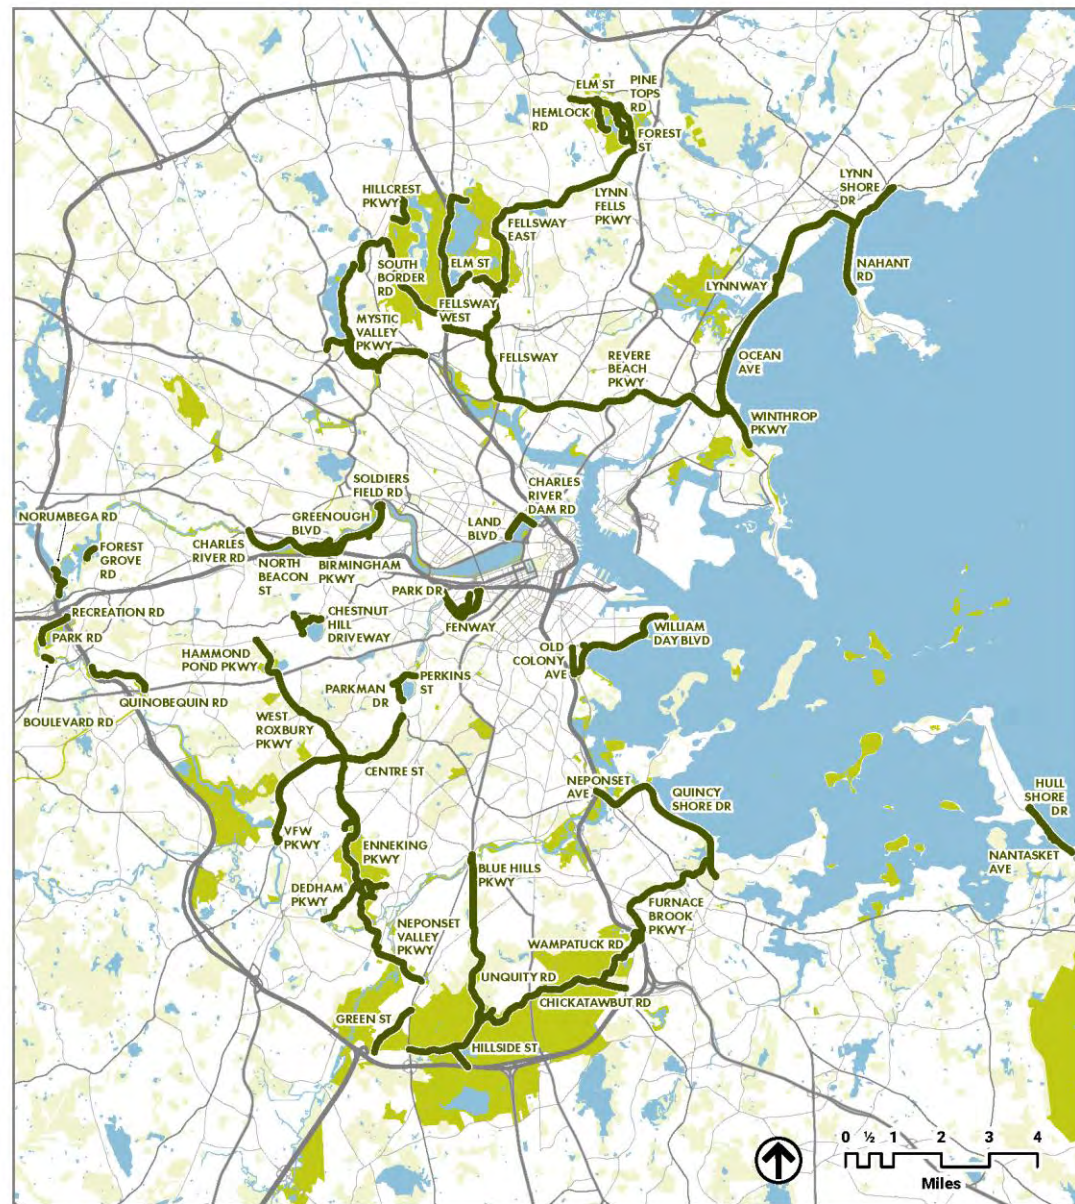 ELM ST
PINE
TOPS
RD
HEMLOCK
RD
FOREST
ST
LYNN
SHORE
DR
HILLCREST
PKWY
LYNN
FELLS
PKWY
FELLSWAY
EAST
NAHANT
RD
SOUTH
BORDER
RD
ELM ST
LYNNWAY
FELLSWAY
WEST
MYSTIC
VALLEY
PKWY
FELLSWAY
REVERE
BEACH
PKWY
OCEAN
AVE
WINTHROP
PKWY
SOLDIERS
FIELD RD
CHARLES
RIVER
DAM RD
NORUMBEGA RD
GREENOUGH
BLVD
LAND
BLVD
FOREST
GROVE
RD
CHARLES
RIVER RD
NORTH
BEACON
ST
BIRMINGHAM
PKWY
PARK DR
RECREATION RD
CHESTNUT
HILL
DRIVEWAY
FENWAY
PARK RD
WILLIAM
DAY BLVD
HAMMOND
POND PKWY
OLD
COLONY
AVE
PERKINS
ST
PARKMAN
DR
QUINOBEQUIN RD
BOULEVARD RD
WEST
ROXBURY
PKWY
CENTRE ST
NEPONSET
AVE
QUINCY
SHORE DR
HULL
SHORE
DR
VFW
PKWY
ENNEKING
PKWY
NANTASKET
AVE
BLUE HILLS
PKWY
DEDHAM
PKWY
FURNACE
BROOK
PKWY
NEPONSET
VALLEY
PKWY
WAMPATUCK RD
UNQUITY RD
CHICKATAWBUT RD
GREEN ST
HILLSIDE ST
0 ½ 1 2 3 4
Miles